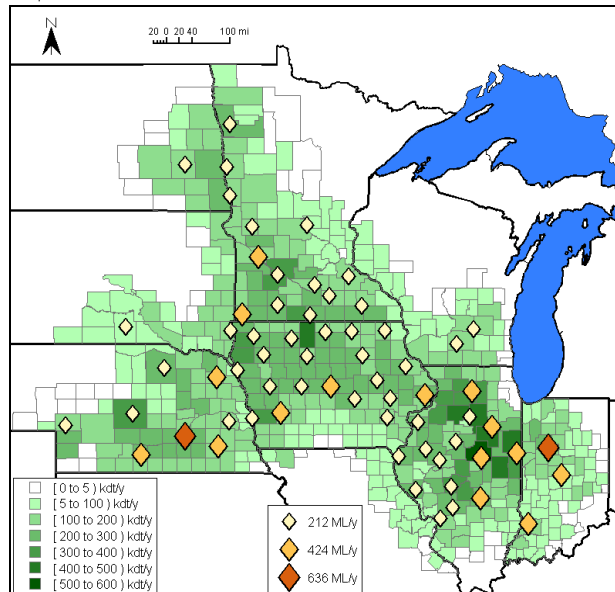 N
20 0 20 40 100 mi
[ 0 to 5 ) kdt/y
[ 5 to 100 ) kdt/y
[ 100 to 200 ) kdt/y
[ 200 to 300 ) kdt/y
[ 300 to 400 ) kdt/y
[ 400 to 500 ) kdt/y
[ 500 to 600 ) kdt/y
212 ML/y
424 ML/y
636 ML/y